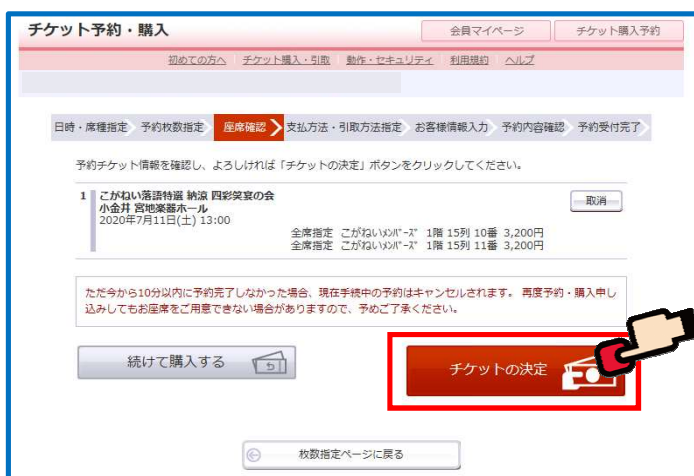 チケット予約・購入
会員マイページ
チケット購入予約
初めての方へ チケット購入・引取 動作・セキュリティ 利用規約 ヘルプ
日時・席種指定 予約枚数指定 座席確認 支払方法・引取方法指定 お客様情報入力 予約内容確認 予約受付完了
予約チケット情報を確認し、よろしければ「チケットの決定」ボタンをクリックしてください。
1 こがねい落語特選 納涼 四彩笑宴の会
取消
小金井 宮地楽器ホール
2020年7月11日(土) 13:00
全席指定 こがねいﾒﾝﾊﾞｰｽﾞ 1階 15列 10番 3,200円
全席指定 こがねいﾒﾝﾊﾞｰｽﾞ 1階 15列 11番 3,200円
ただ今から10分以内に予約完了しなかった場合、現在手続中の予約はキャンセルされます。 再度予約・購入申し
込みしてもお座席をご用意できない場合がありますので、予めご了承ください。
続けて購入する
チケットの決定
枚数指定ページに戻る